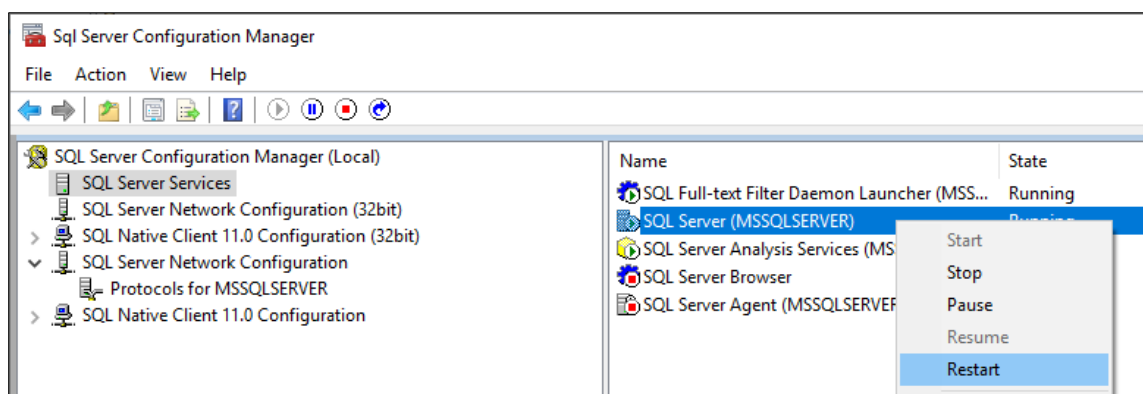 Sql Server Configuration Manager
File Action View Help
SQL Server Configuration Manager (Local)
SQL Server Services
SQL Server Network Configuration (32bit)
SQL Native Client 11.0 Configuration (32bit)
SQL Server Network Configuration
Protocols for MSSQLSERVER
SQL Native Client 11.0 Configuration
Name State
SQL Full-text Filter Daemon Launcher (MSS... Running
SQL Server (MSSQLSERVER) Running
SQL Server Analysis Services (MS
SQL Server Browser
SQL Server Agent (MSSQLSERVER
Start
Stop
Pause
Resume
Restart